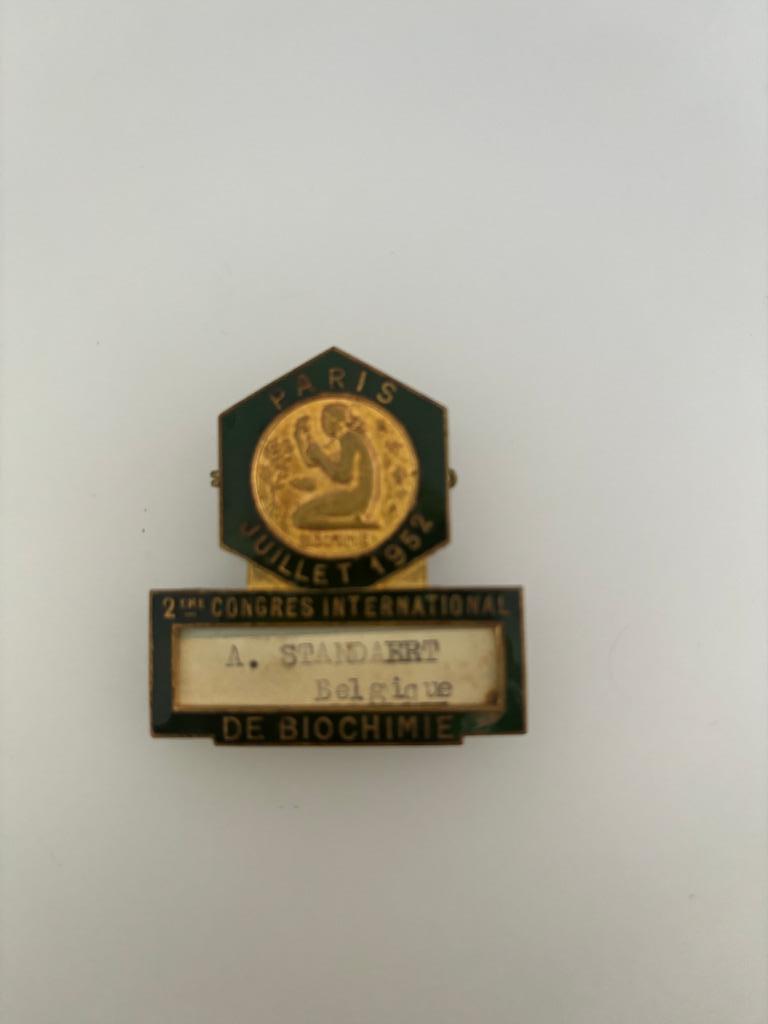 PARIS
JUILLET 1952
2ÈME CONGRES INTERNATIONAL
A. STANDAERT
Belgique
DE BIOCHIMIE